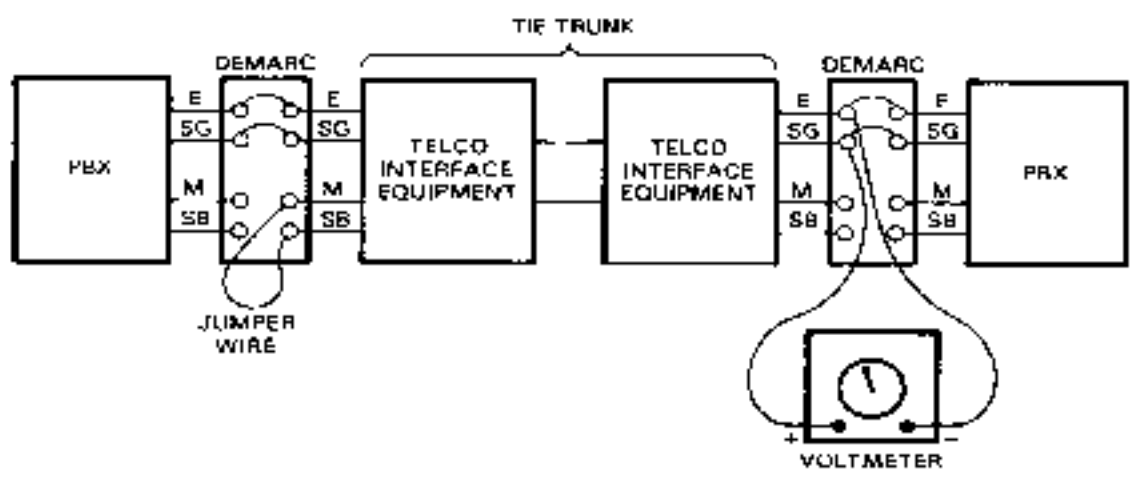 TIE TRUNK
DEMARC
DEMARC
E
E
E
E
SG
SG
SG
SG
PBX
TELCO
INTERFACE
EQUIPMENT
TELCO
INTERFACE
EQUIPMENT
PBX
M
M
M
M
SB
SB
SB
SB
JUMPER
WIRE
+
−
VOLTMETER